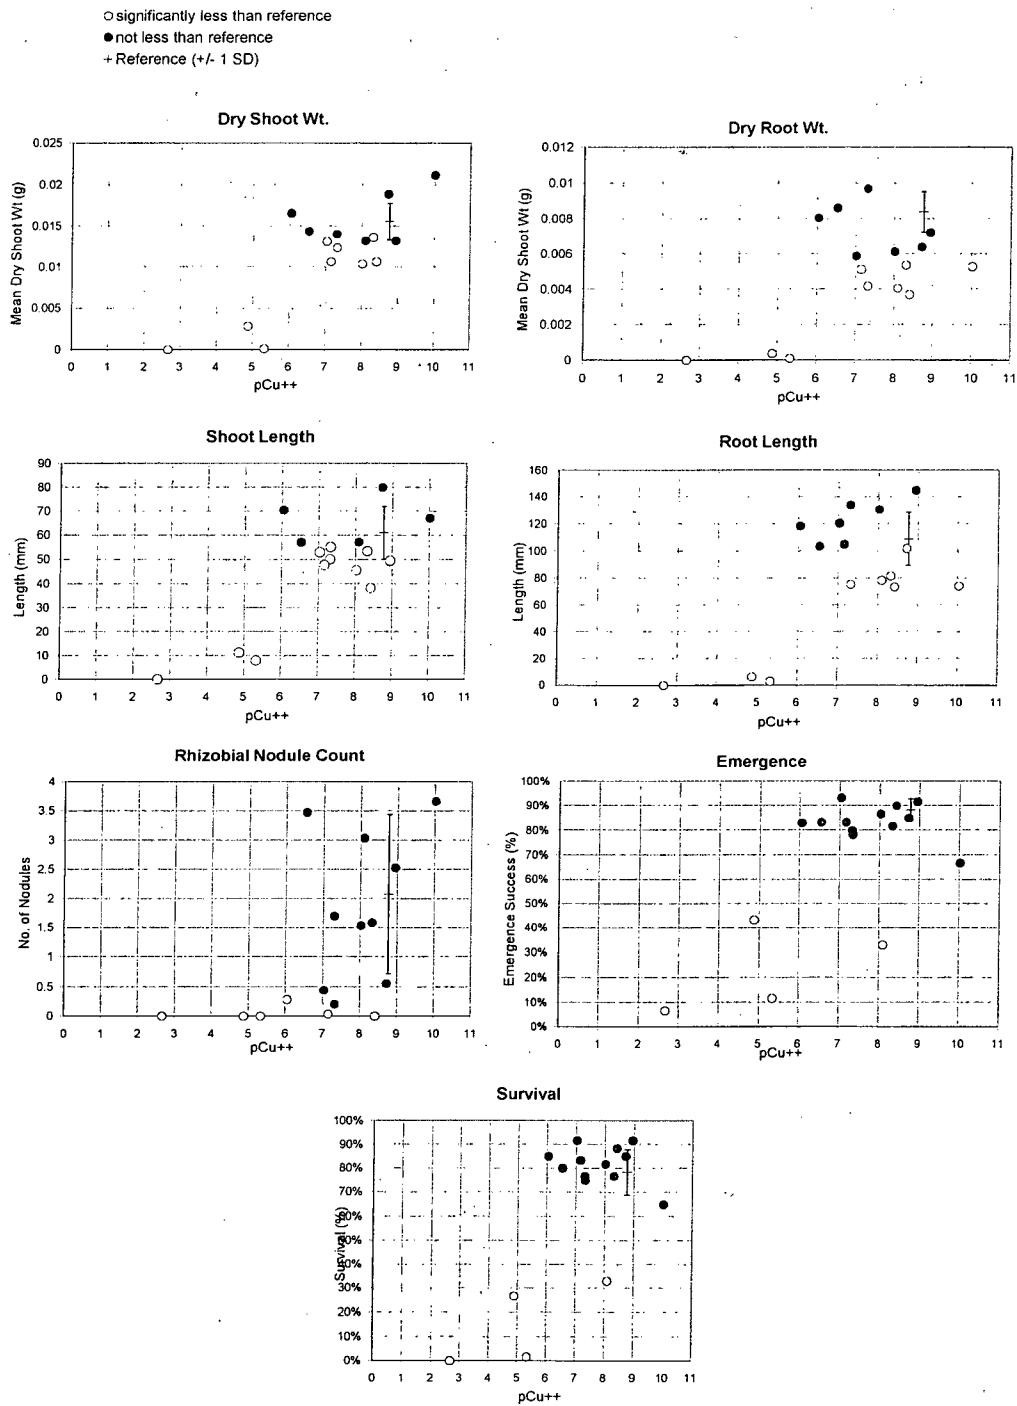 significantly less than reference
not less than reference
+ Reference (+/- 1 SD)
Dry Shoot Wt.
Mean Dry Shoot Wt (g)
0.025
0.02
0.015
0.01
0.005
0
0 1 2 3 4 5 6 7 8 9 10 11
pCu++
Dry Root Wt.
Mean Dry Shoot Wt (g)
0.012
0.01
0.008
0.006
0.004
0.002
0
0 1 2 3 4 5 6 7 8 9 10 11
pCu++
Shoot Length
Length (mm)
90
80
70
60
50
40
30
20
10
0
0 1 2 3 4 5 6 7 8 9 10 11
pCu++
Root Length
Length (mm)
160
140
120
100
80
60
40
20
0
0 1 2 3 4 5 6 7 8 9 10 11
pCu++
Rhizobial Nodule Count
No. of Nodules
4
3.5
3
2.5
2
1.5
1
0.5
0
0 1 2 3 4 5 6 7 8 9 10 11
pCu++
Emergence
Emergence Success (%)
100%
90%
80%
70%
60%
50%
40%
30%
20%
10%
0%
0 1 2 3 4 5 6 7 8 9 10 11
pCu++
Survival
Survival (%)
100%
90%
80%
70%
60%
50%
40%
30%
20%
10%
0%
0 1 2 3 4 5 6 7 8 9 10 11
pCu++